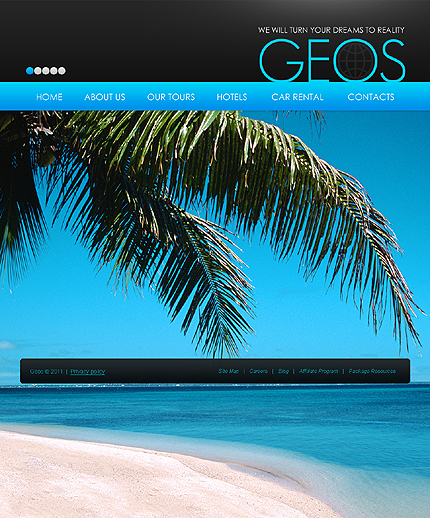 WE WILL TURN YOUR DREAMS TO REALITY
GEOS
HOME ABOUT US OUR TOURS HOTELS CAR RENTAL CONTACTS
Geos © 2011 | Privacy policy Site Map | Careers | Blog | Affiliate Program | Package Resources